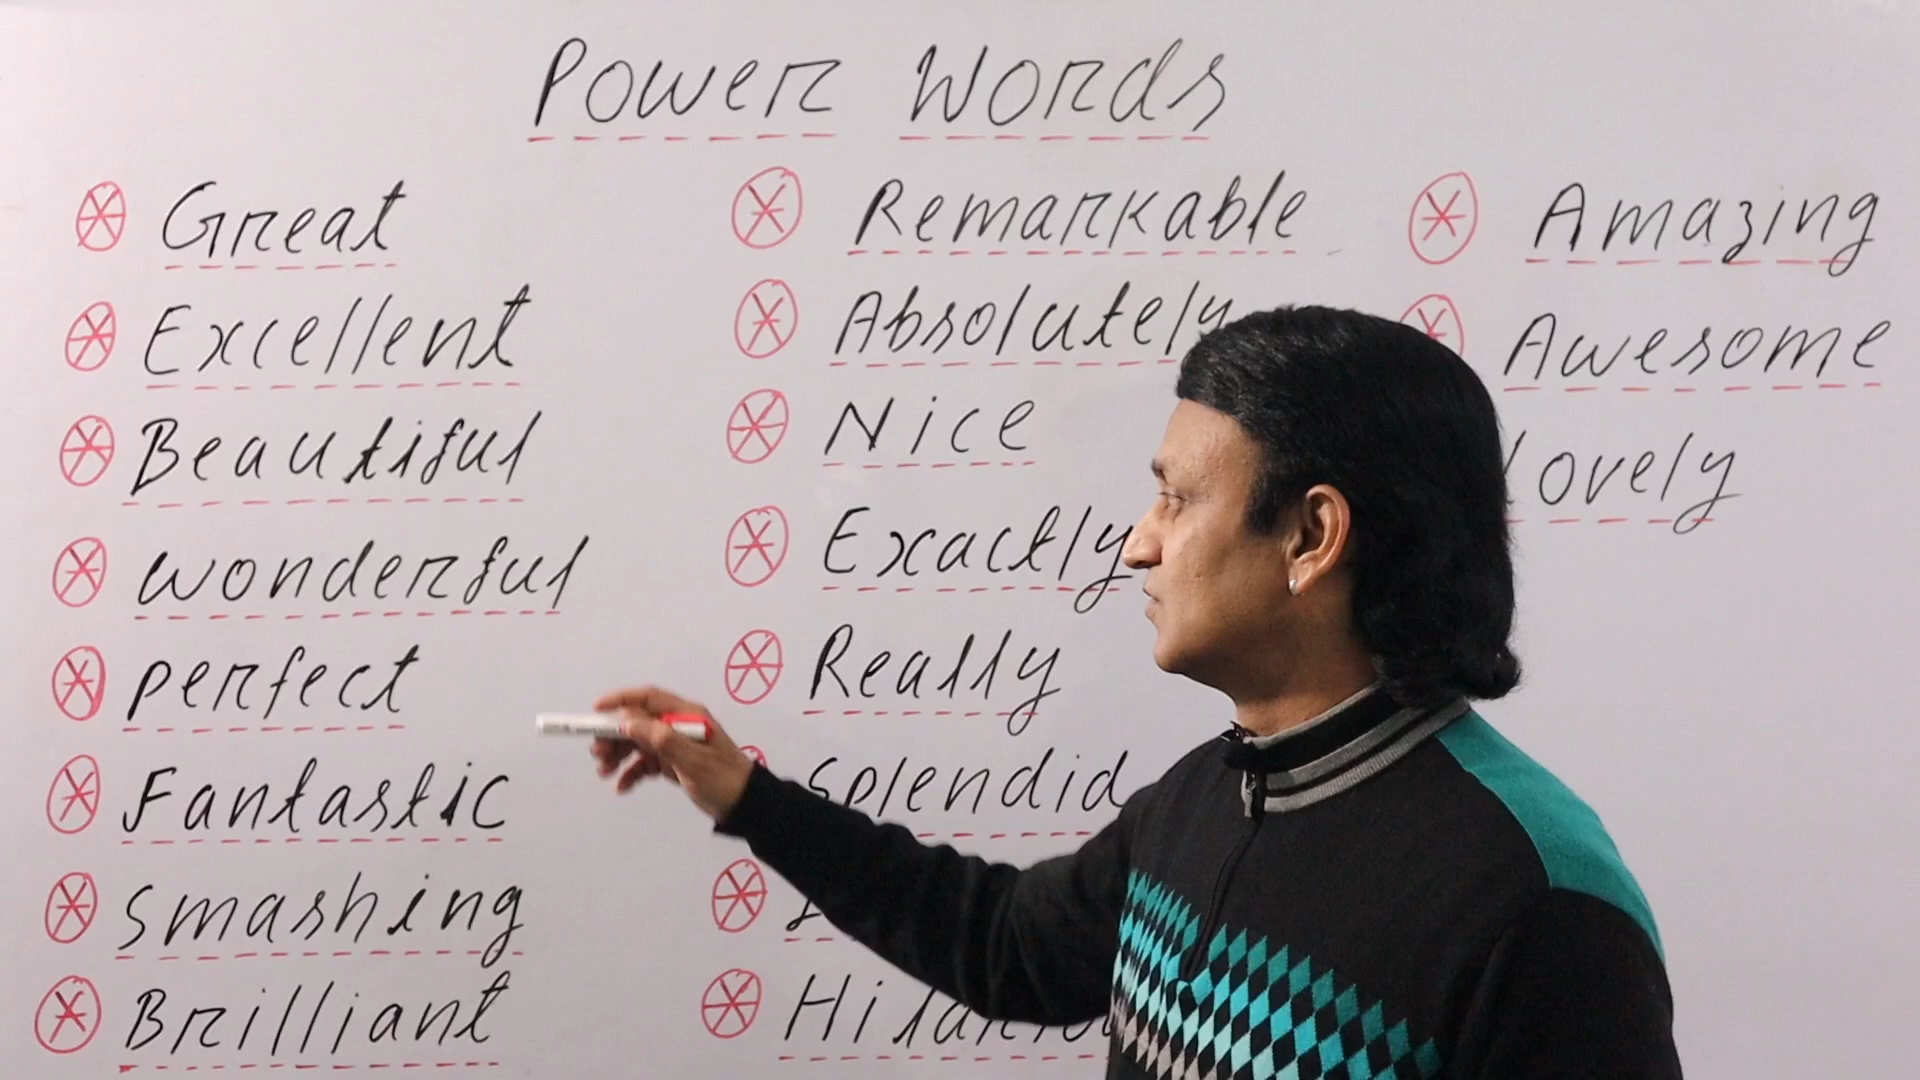 Power Words
Great
Excellent
Beautiful
Wonderful
Perfect
Fantastic
Smashing
Brilliant
Remarkable
Absolutely
Nice
Exactly
Really
Splendid
Amazing
Awesome
Lovely